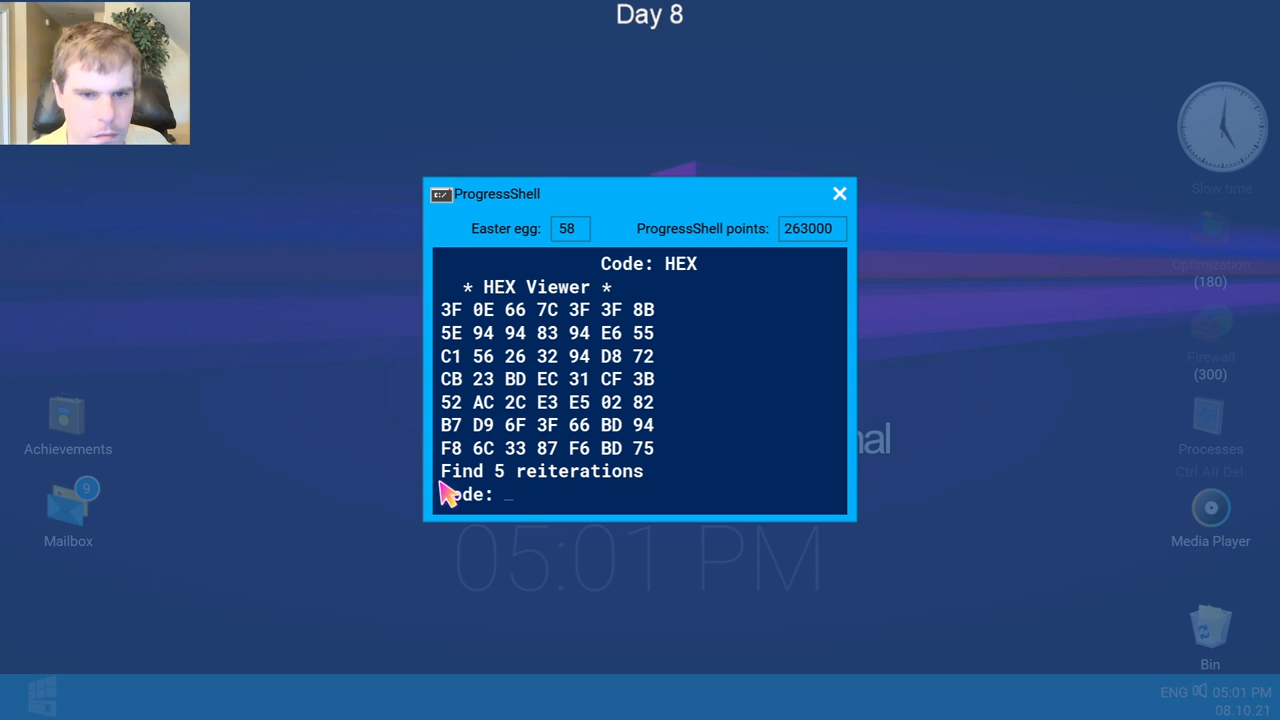 Day 8
ProgressShell
Easter egg: 58 ProgressShell points: 263000
Code: HEX
* HEX Viewer *
3F 0E 66 7C 3F 3F 8B
5E 94 94 83 94 E6 55
C1 56 26 32 94 D8 72
CB 23 BD EC 31 CF 3B
52 AC 2C E3 E5 02 82
B7 D9 6F 3F 66 BD 94
F8 6C 33 87 F6 BD 75
Find 5 reiterations
ode: _
Slow time
Optimization
(180)
Firewall
(300)
Processes
Ctrl Alt Del
Media Player
Bin
Achievements
9
Mailbox
nal
05:01 PM
ENG 05:01 PM
08.10.21